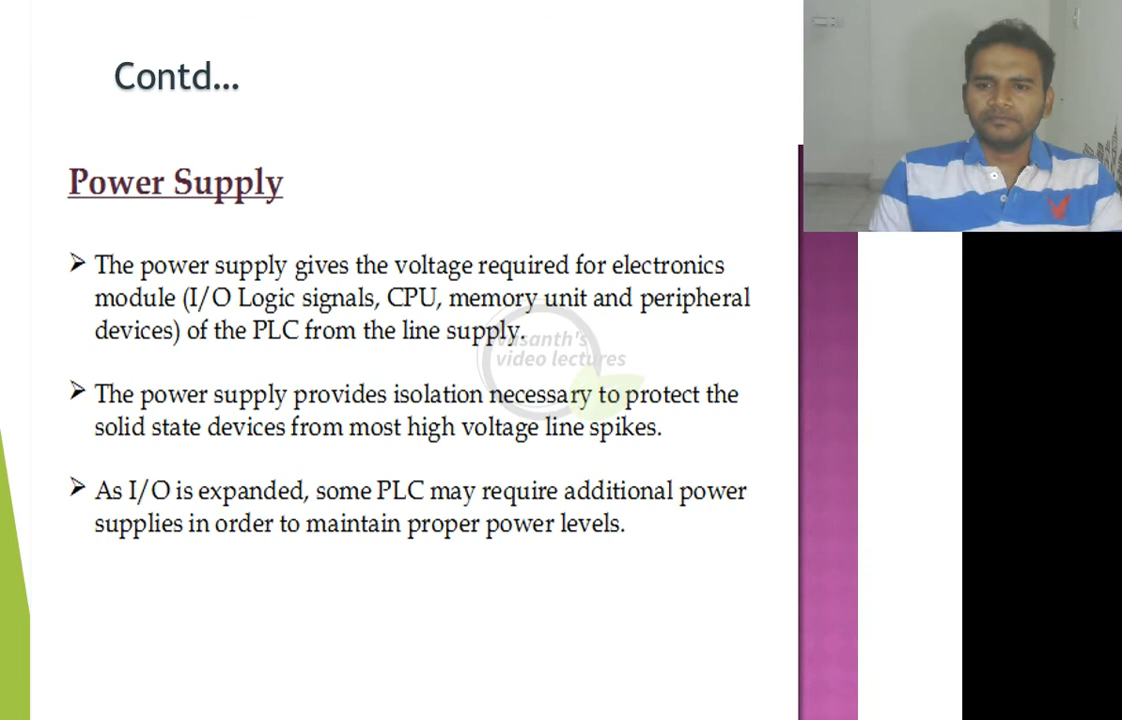 Contd...
Power Supply
➢ The power supply gives the voltage required for electronics
module (I/O Logic signals, CPU, memory unit and peripheral
devices) of the PLC from the line supply.
vasanth's
video lectures
➢ The power supply provides isolation necessary to protect the
solid state devices from most high voltage line spikes.
➢ As I/O is expanded, some PLC may require additional power
supplies in order to maintain proper power levels.